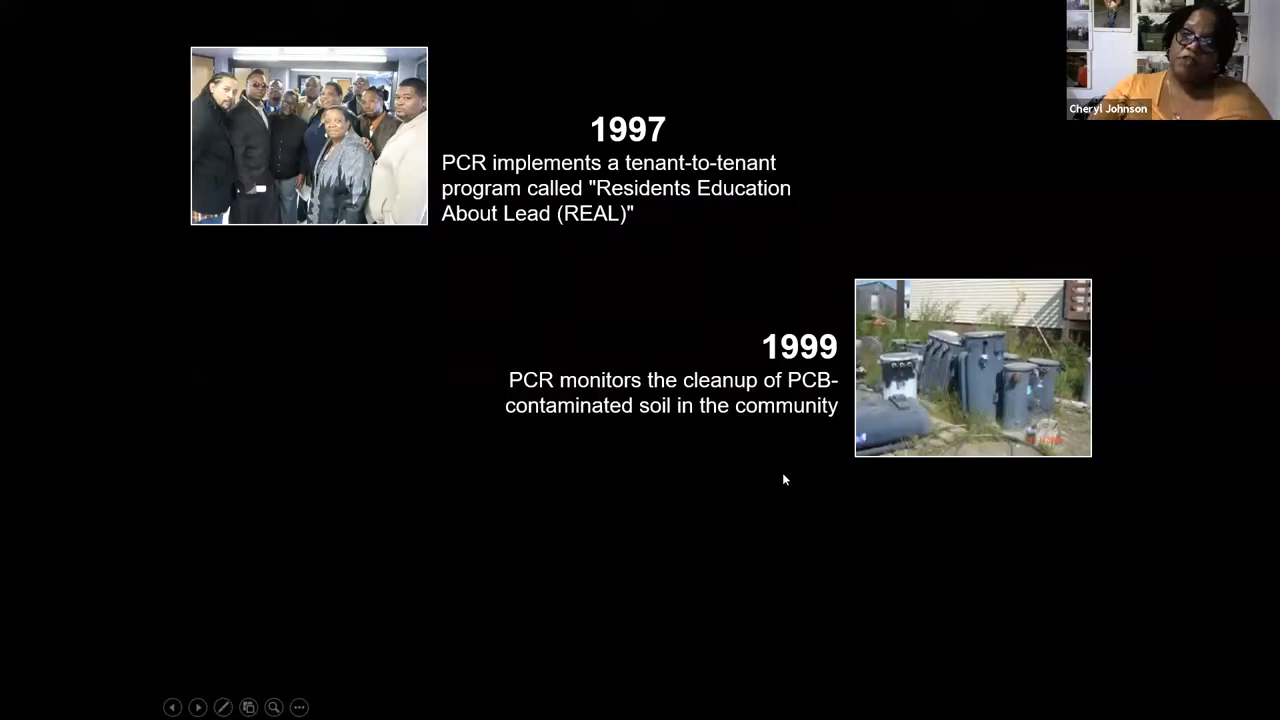 Cheryl Johnson
1997
PCR implements a tenant-to-tenant
program called "Residents Education
About Lead (REAL)"
1999
PCR monitors the cleanup of PCB-
contaminated soil in the community